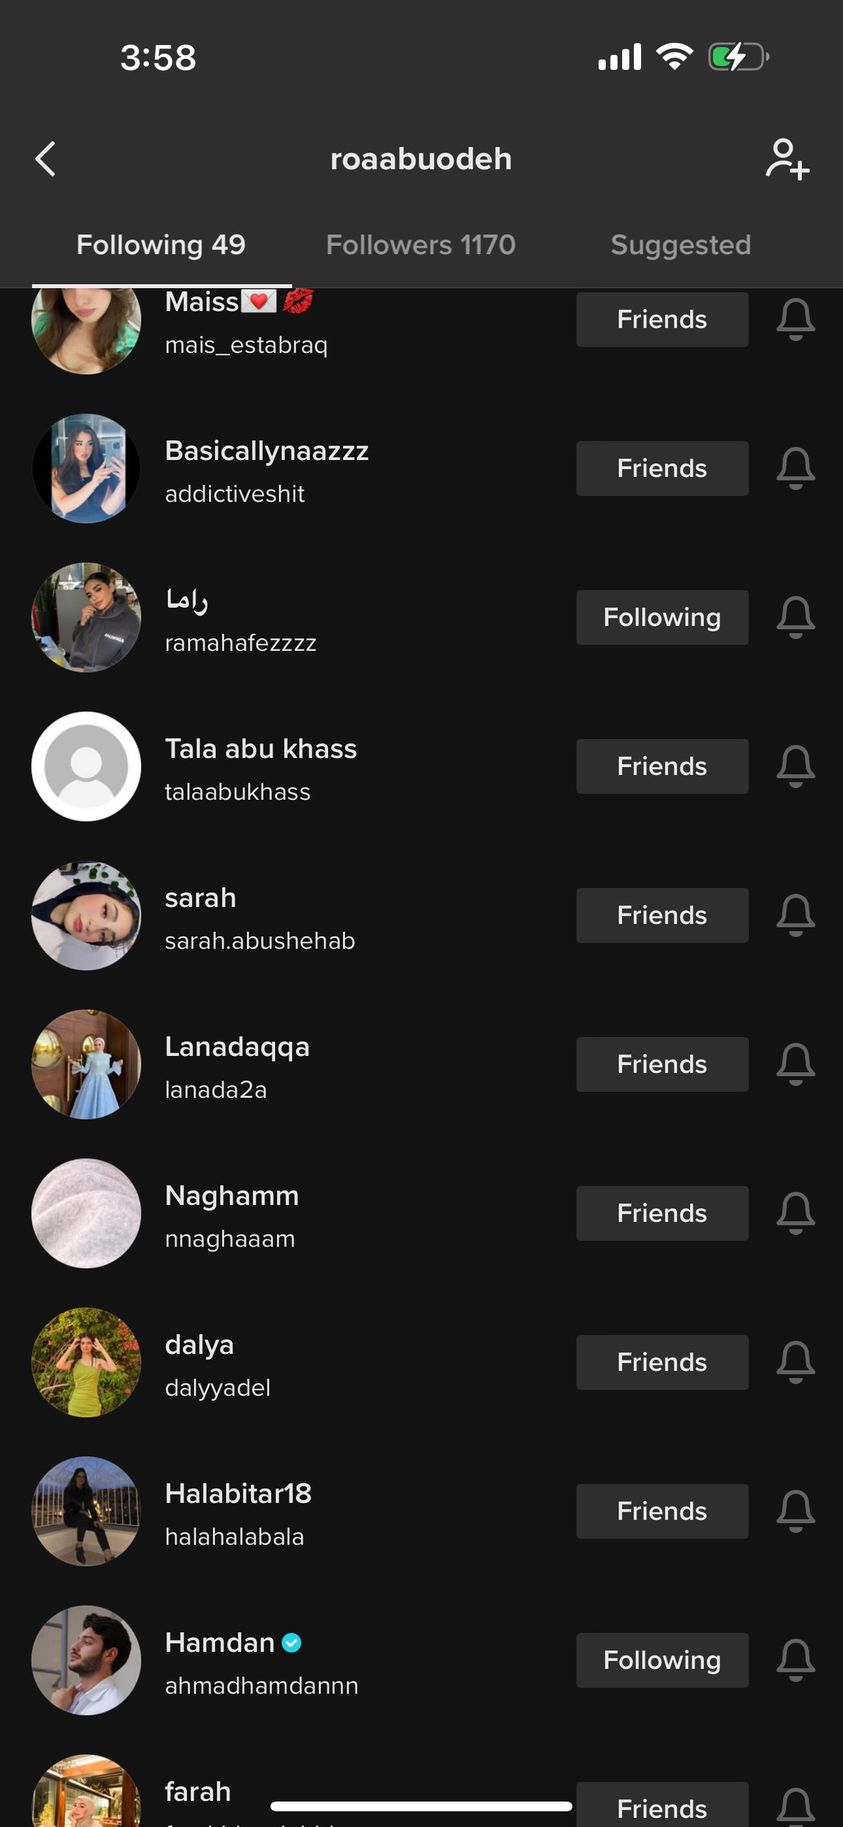 3:58
roaabuodeh
Following 49
Followers 1170
Suggested
Maiss💌💋
Friends
mais_estabraq
Basicallynaazzz
Friends
addictiveshit
راما
Following
ramahafezzzz
Tala abu khass
Friends
talaabukhass
sarah
Friends
sarah.abushehab
Lanadaqqa
Friends
lanada2a
Naghamm
Friends
nnaghaaam
dalya
Friends
dalyyadel
Halabitar18
Friends
halahalabala
Hamdan
Following
ahmadhamdannn
farah
Friends